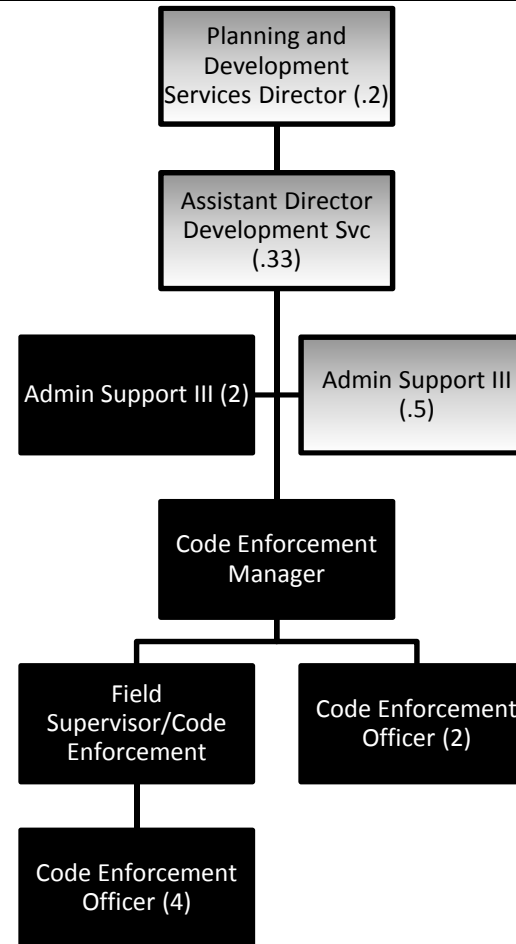 Planning and
Development
Services Director (.2)
Assistant Director
Development Svc
(.33)
Admin Support III (2)
Admin Support III
(.5)
Code Enforcement
Manager
Field
Supervisor/Code
Enforcement
Code Enforcement
Officer (2)
Code Enforcement
Officer (4)